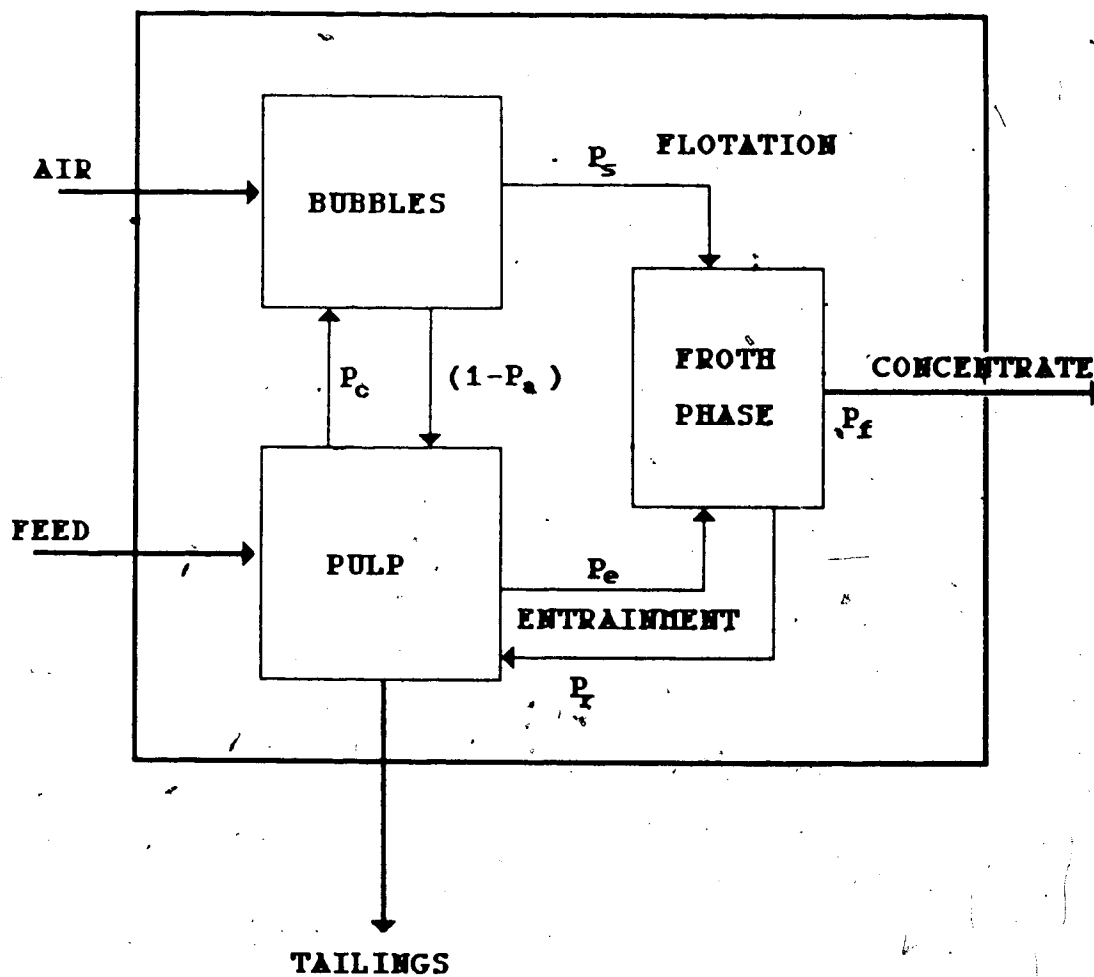 FLOTATION
P_s
AIR
BUBBLES
FROTH
PHASE
CONCENTRATE
P_c
(1-P_a)
P_f
FEED
PULP
P_e
ENTRAINMENT
P_r
TAILINGS